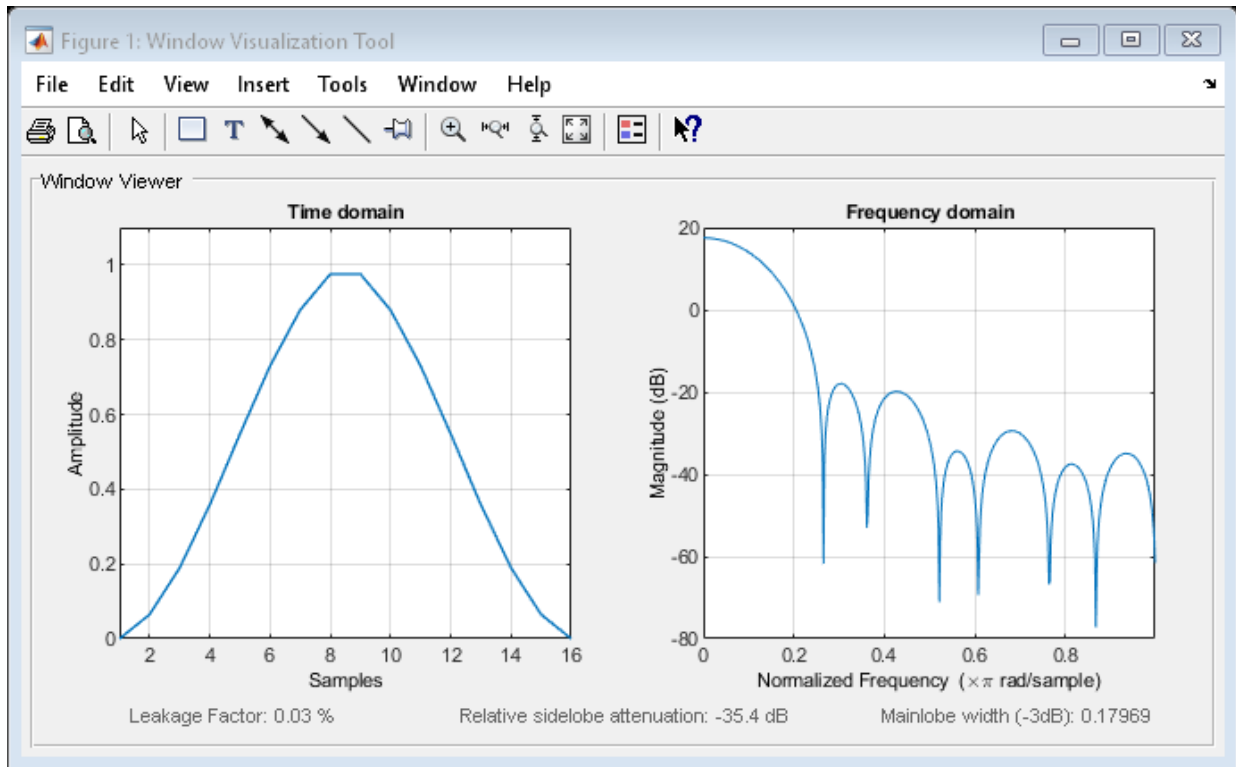 Figure 1: Window Visualization Tool
File Edit View Insert Tools Window Help
T
?
Window Viewer
Time domain
1
0.8
0.6
0.4
0.2
0
2 4 6 8 10 12 14 16
Amplitude
Samples
Frequency domain
20
0
-20
-40
-60
-80
0 0.2 0.4 0.6 0.8
Magnitude (dB)
Normalized Frequency (×π rad/sample)
Leakage Factor: 0.03 % Relative sidelobe attenuation: -35.4 dB Mainlobe width (-3dB): 0.17969